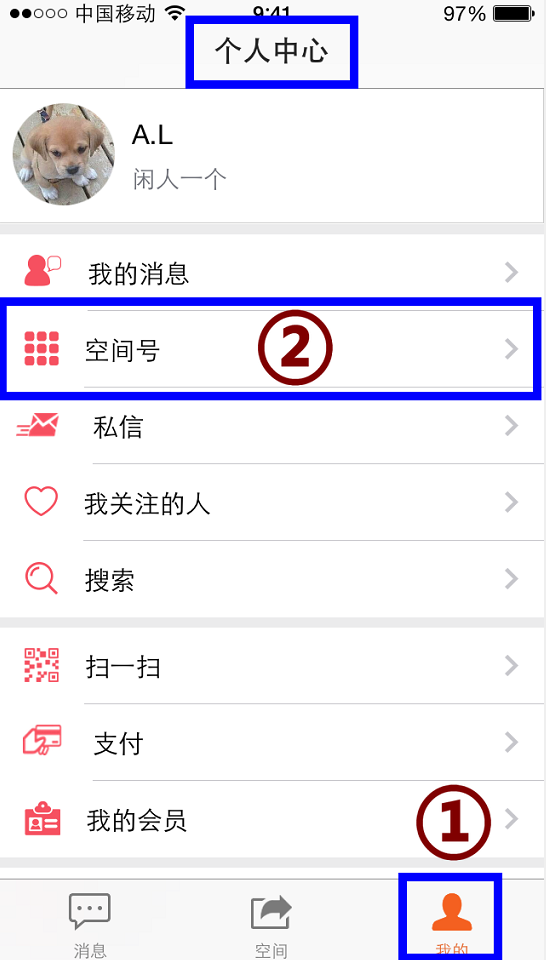 中国移动 9:41 97%
个人中心
A.L
闲人一个
我的消息
空间号 ②
私信
我关注的人
搜索
扫一扫
支付
我的会员 ①
消息 空间 我的